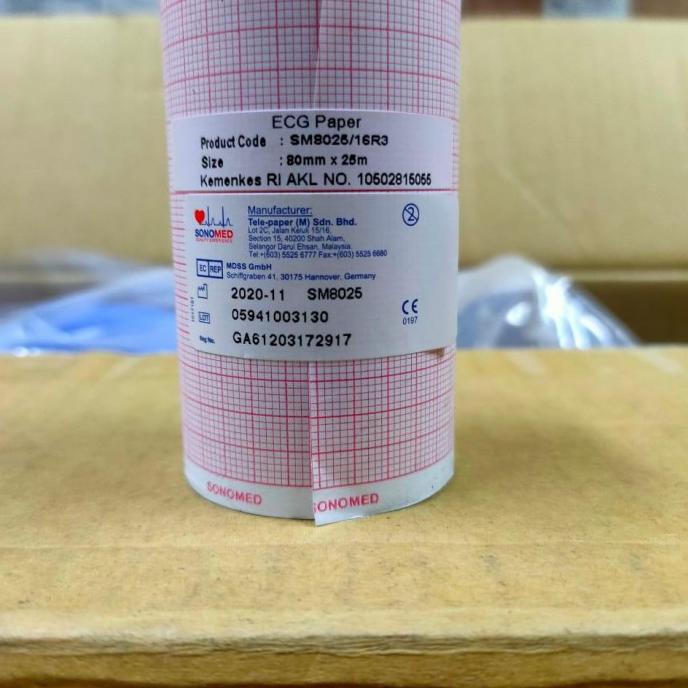 ECG Paper
Product Code : SM8025/16R3
Size : 80mm x 25m
Kemenkes RI AKL NO. 10502815055
SONOMED
Manufacturer:
Tele-paper (M) Sdn. Bhd.
Lot 2C, Jalan Keluli 15/16,
Section 15, 40200 Shah Alam,
Selangor Darul Ehsan, Malaysia.
Tel:+(603) 5525 6777 Fax:+(603) 5525 6680
2
EC REP
MDSS GmbH
Schiffgraben 41, 30175 Hannover, Germany
2020-11 SM8025
LOT 05941003130
CE
0197
Reg No. GA61203172917
SONOMED
SONOMED